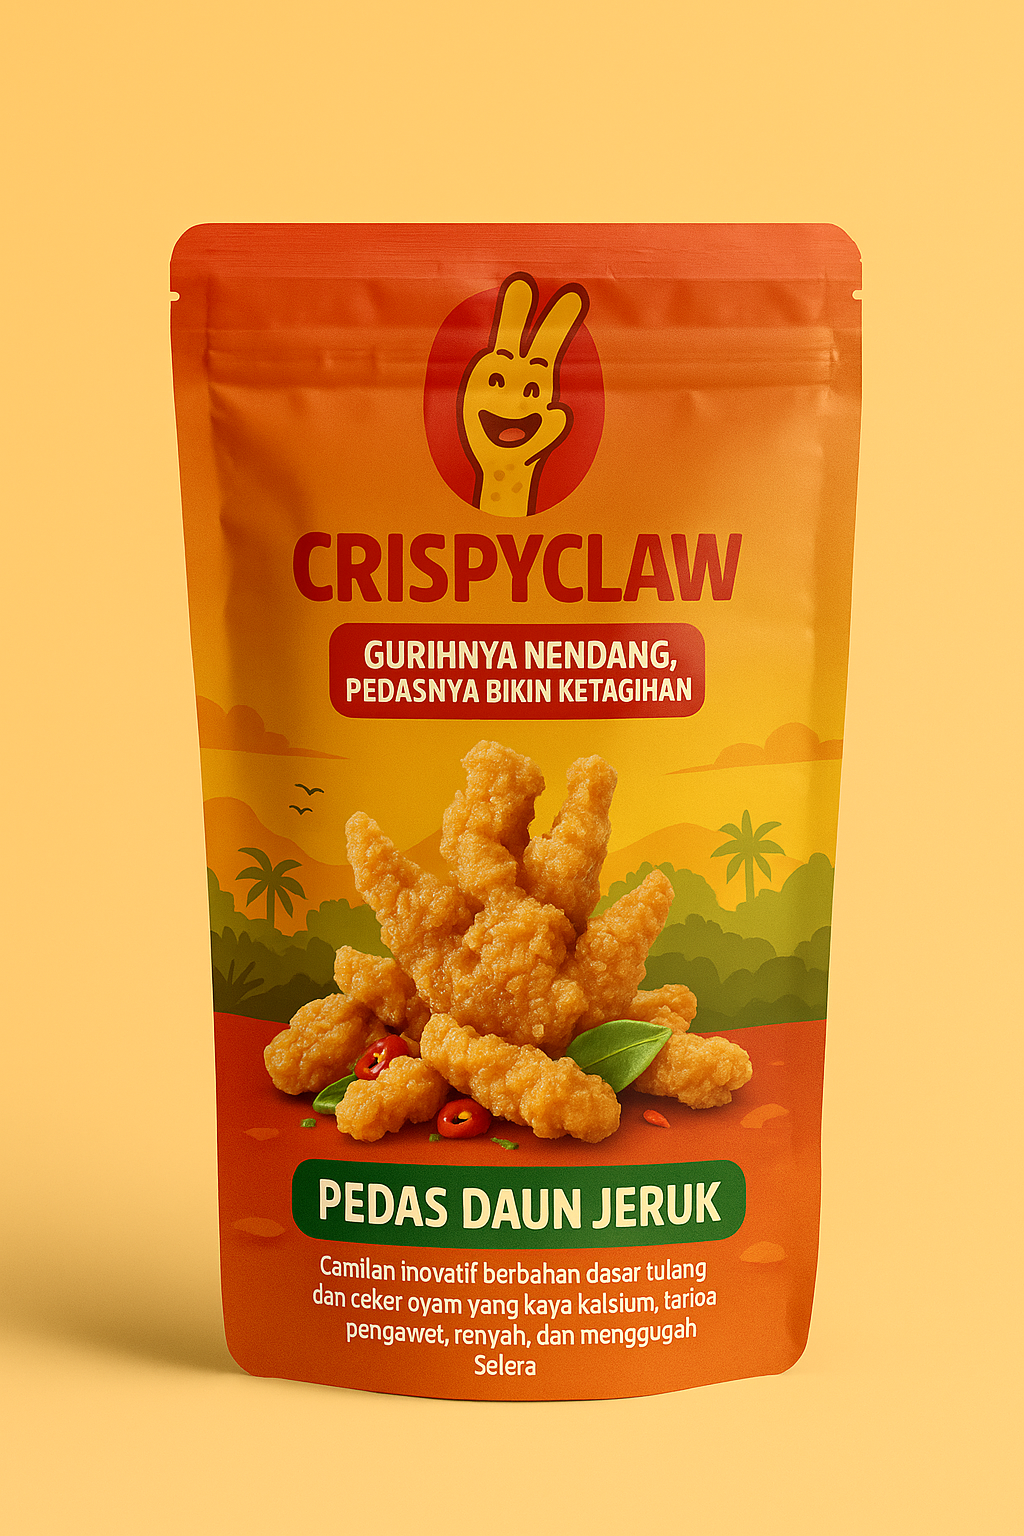 CRISPYCLAW
GURIHNYA NENDANG,
PEDASNYA BIKIN KETAGIHAN
PEDAS DAUN JERUK
Camilan inovatif berbahan dasar tulang
dan ceker oyam yang kaya kalsium, tarioa
pengawet, renyah, dan menggugah
Selera